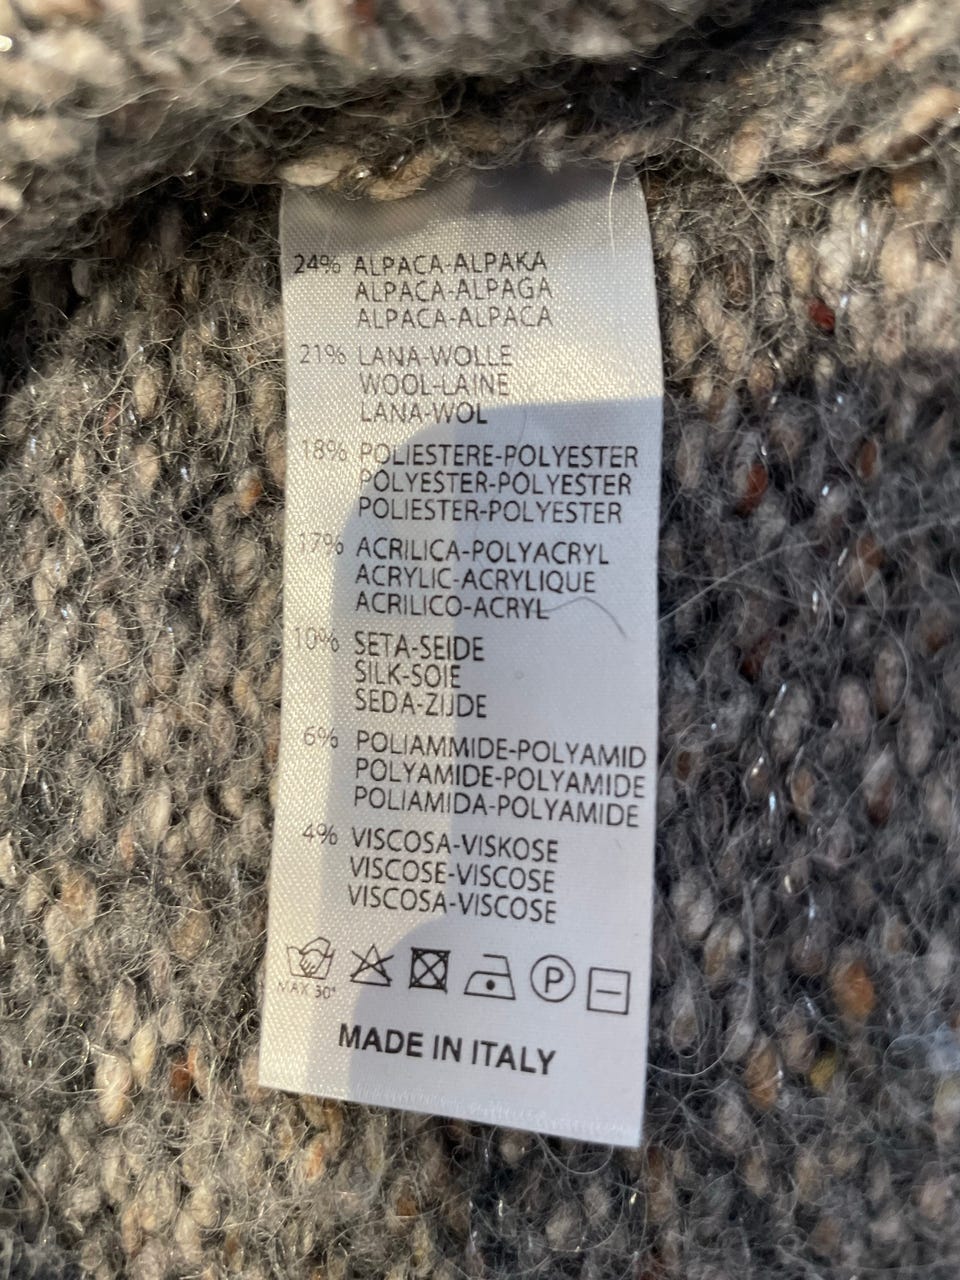 24% ALPACA-ALPAKA
ALPACA-ALPAGA
ALPACA-ALPACA
21% LANA-WOLLE
WOOL-LAINE
LANA-WOL
18% POLIESTERE-POLYESTER
POLYESTER-POLYESTER
POLIESTER-POLYESTER
17% ACRILICA-POLYACRYL
ACRYLIC-ACRYLIQUE
ACRILICO-ACRYL
10% SETA-SEIDE
SILK-SOIE
SEDA-ZIJDE
6% POLIAMMIDE-POLYAMID
POLYAMIDE-POLYAMIDE
POLIAMIDA-POLYAMIDE
4% VISCOSA-VISKOSE
VISCOSE-VISCOSE
VISCOSA-VISCOSE
P
MAX 30°
MADE IN ITALY